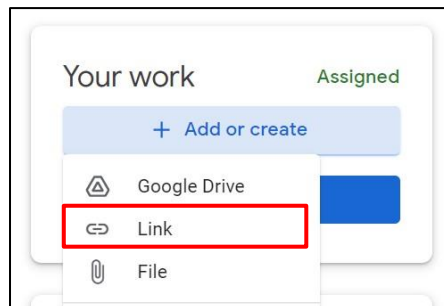 Your work Assigned
+ Add or create
Google Drive
Link
File